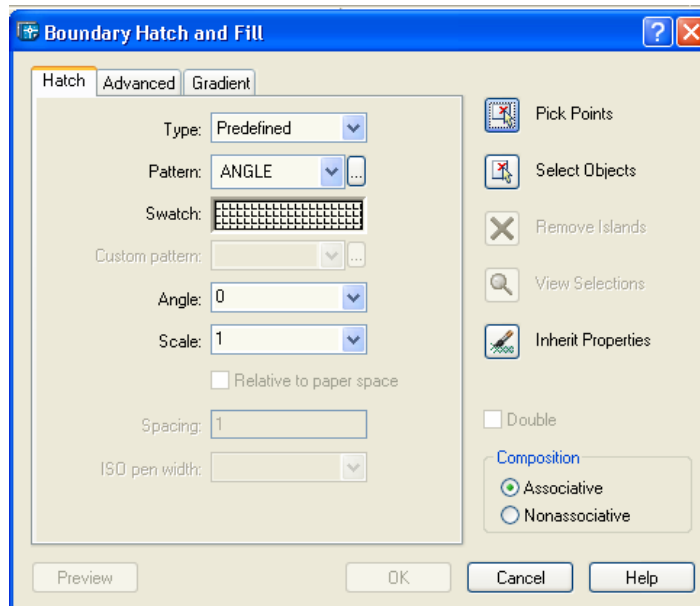 Boundary Hatch and Fill
Hatch Advanced Gradient
Type: Predefined
Pattern: ANGLE ...
Swatch:
Custom pattern: ...
Angle: 0
Scale: 1
Relative to paper space
Spacing: 1
ISO pen width:
Pick Points
Select Objects
Remove Islands
View Selections
Inherit Properties
Double
Composition
Associative
Nonassociative
Preview OK Cancel Help